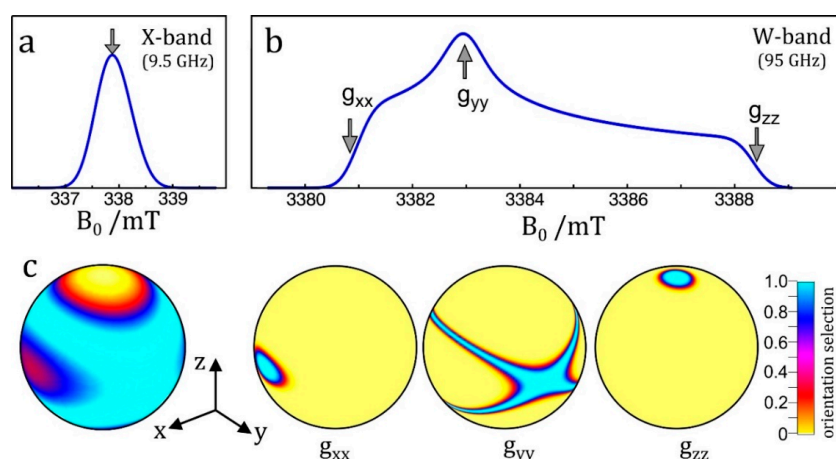 a
X-band
(9.5 GHz)
337 338 339
B₀ /mT
b
W-band
(95 GHz)
gxx
gyy
gzz
3380 3382 3384 3386 3388
B₀ /mT
c
z
x
y
gxx
gyy
gzz
1.0
0.8
0.6
0.4
0.2
0
orientation selection